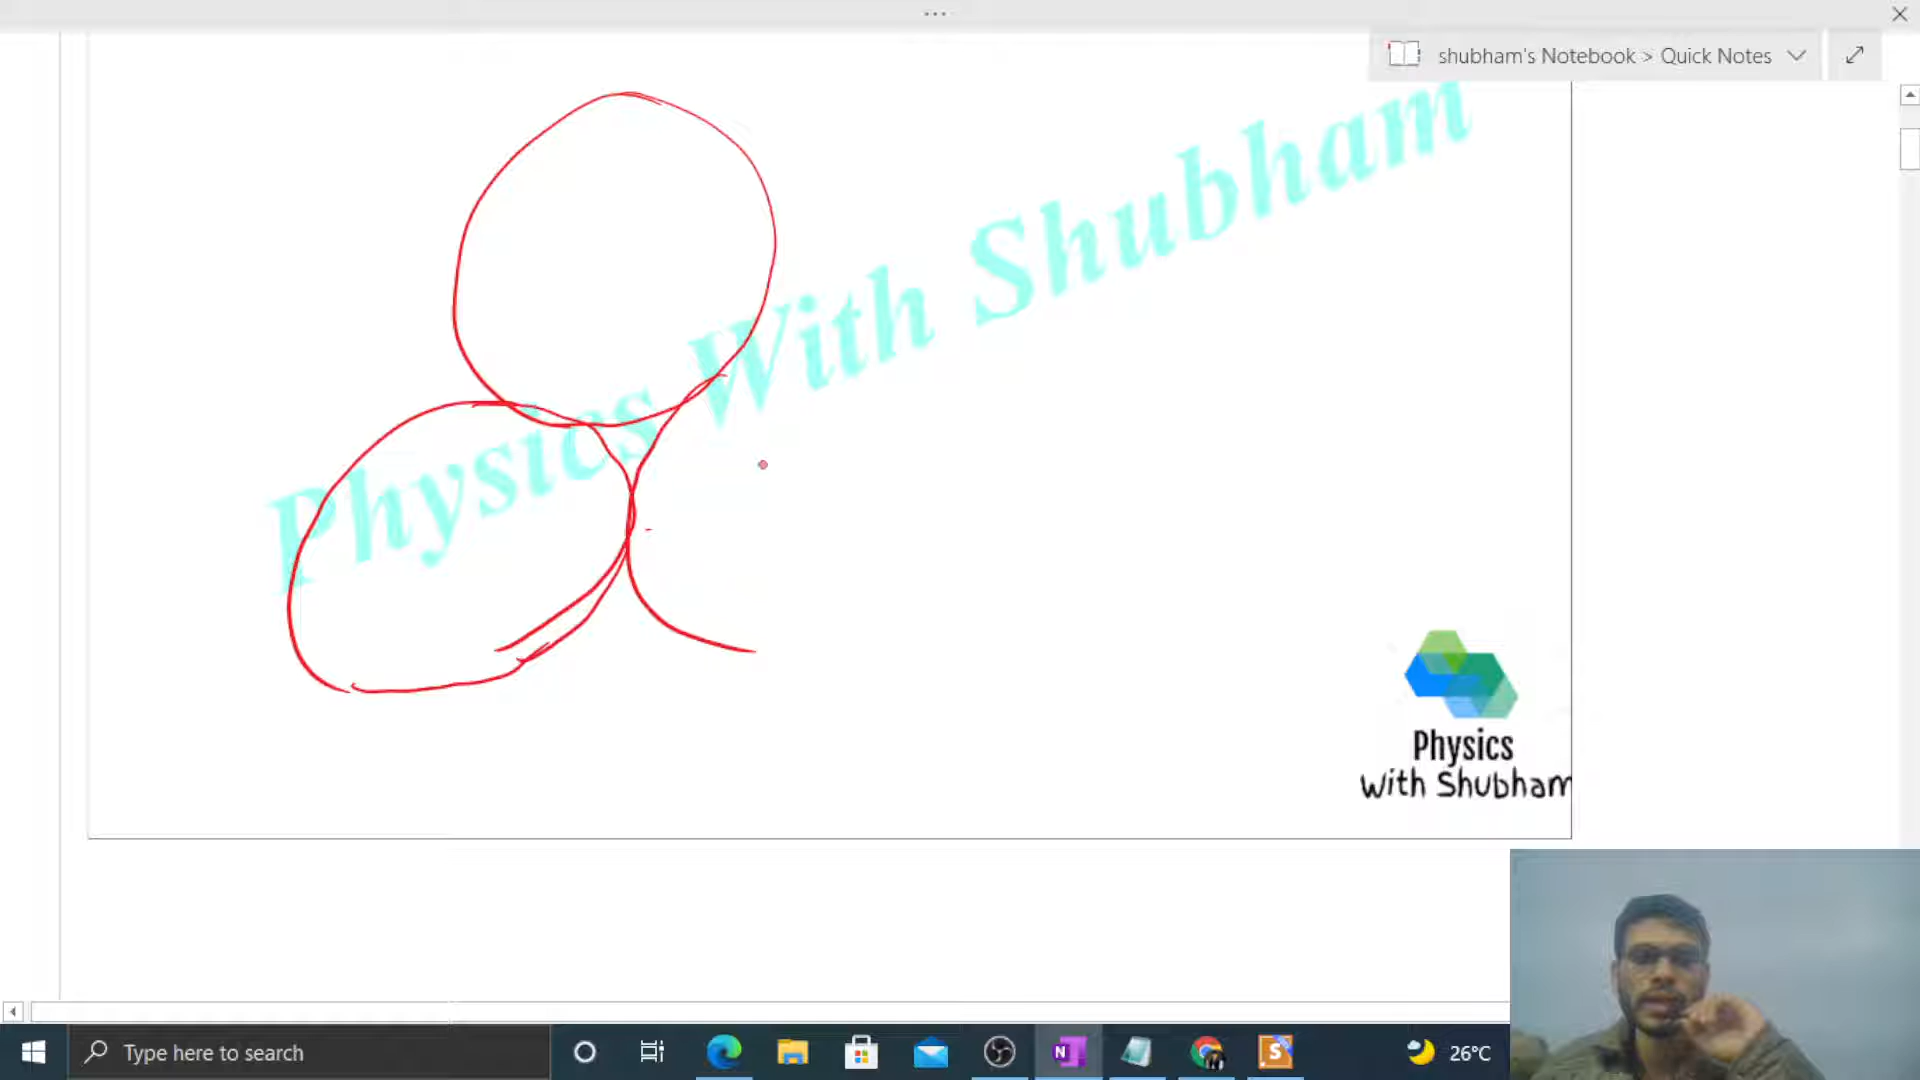 ...
shubham's Notebook > Quick Notes
Physics With Shubham
Physics
With Shubham
Type here to search
26°C